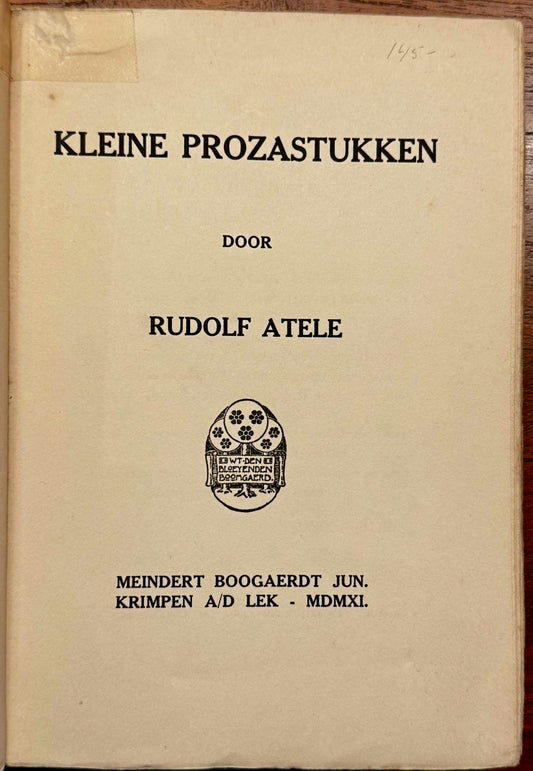 145-
KLEINE PROZASTUKKEN
DOOR
RUDOLF ATELE
WT·DEN
BLOEYENDEN
BOOMGAERD.
MEINDERT BOOGAERDT JUN.
KRIMPEN A/D LEK - MDMXI.